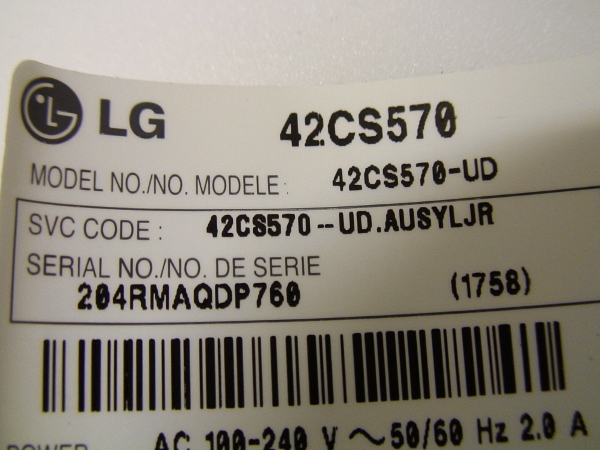 LG 42CS570
MODEL NO./NO. MODELE : 42CS570-UD
SVC CODE : 42CS570--UD.AUSYLJR
SERIAL NO./NO. DE SERIE
204RMAQDP760 (1758)
POWER AC 100-240 V ~50/60 Hz 2.0 A